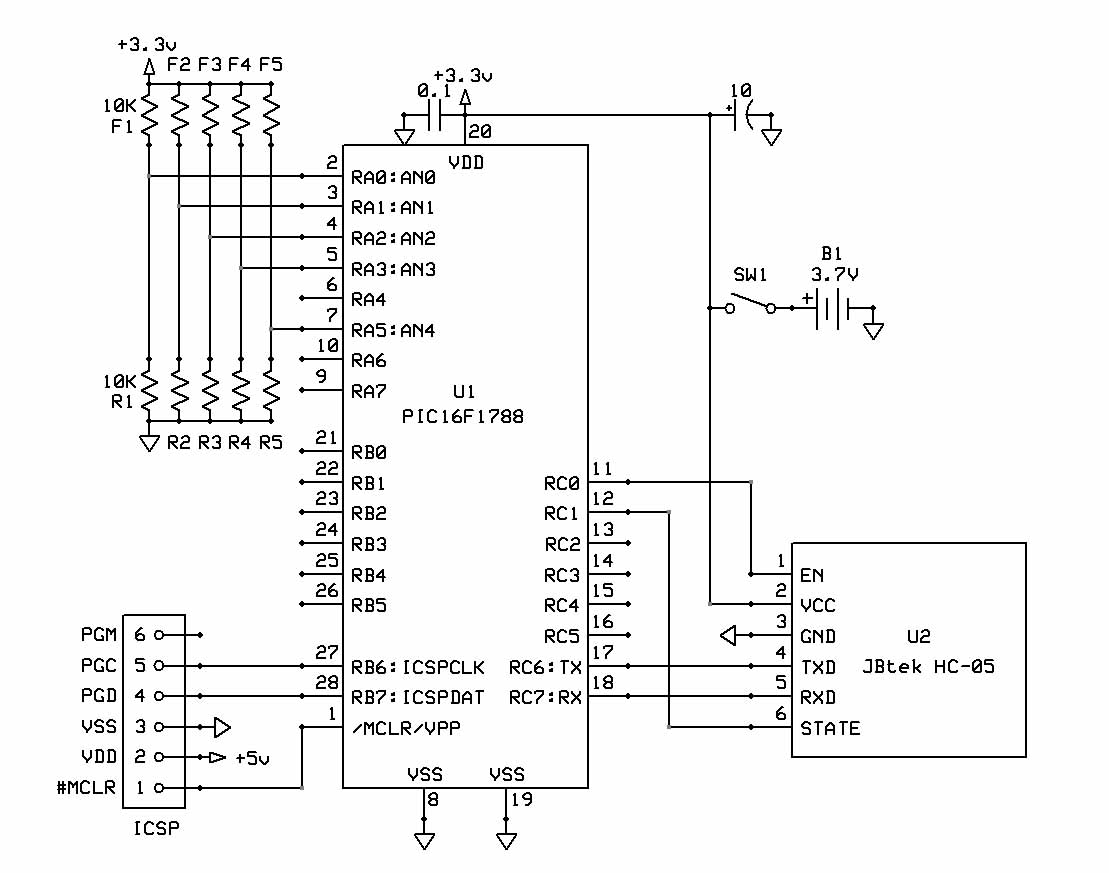 +3.3v
F2 F3 F4 F5
10K
F1
+3.3v
0.1
10
20
VDD
2 RA0:AN0
3 RA1:AN1
4 RA2:AN2
5 RA3:AN3
6 RA4
7 RA5:AN4
10 RA6
9 RA7
10K
R1
R2 R3 R4 R5
U1
PIC16F1788
B1
3.7V
SW1
+
+
21 RB0
22 RB1
23 RB2
24 RB3
25 RB4
26 RB5
27 RB6:ICSPCLK
28 RB7:ICSPDAT
1 /MCLR/VPP
RC0 11
RC1 12
RC2 13
RC3 14
RC4 15
RC5 16
RC6:TX 17
RC7:RX 18
VSS VSS
8 19
PGM 6
PGC 5
PGD 4
VSS 3
VDD 2 +5v
#MCLR 1
ICSP
1 EN
2 VCC
3 GND
4 TXD
5 RXD
6 STATE
U2
JBtek HC-05